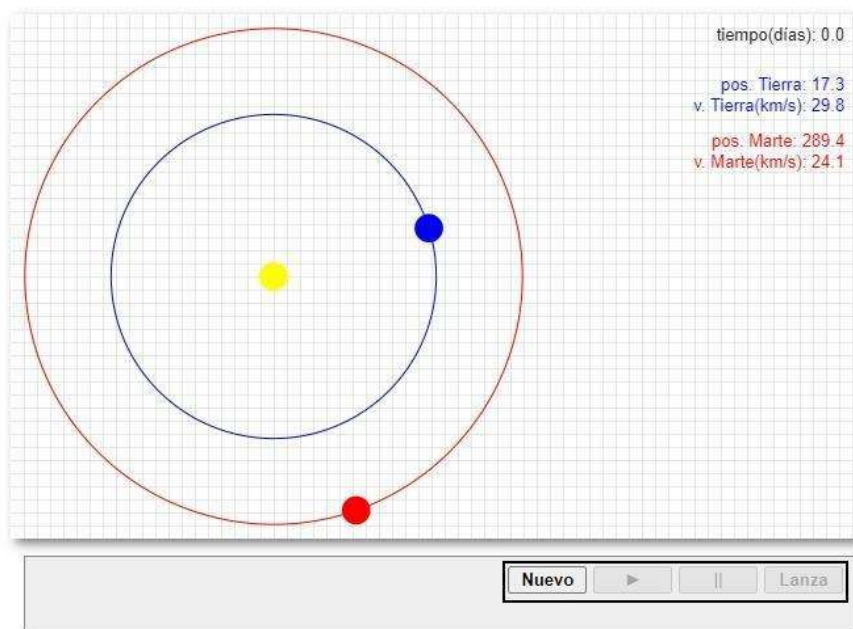 tiempo(días): 0.0
pos. Tierra: 17.3
v. Tierra(km/s): 29.8
pos. Marte: 289.4
v. Marte(km/s): 24.1
Nuevo ► || Lanza